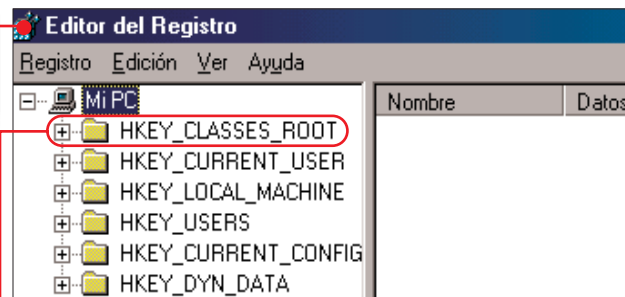 Editor del Registro
Registro Edición Ver Ayuda
Mi PC Nombre Datos
HKEY_CLASSES_ROOT
HKEY_CURRENT_USER
HKEY_LOCAL_MACHINE
HKEY_USERS
HKEY_CURRENT_CONFIG
HKEY_DYN_DATA